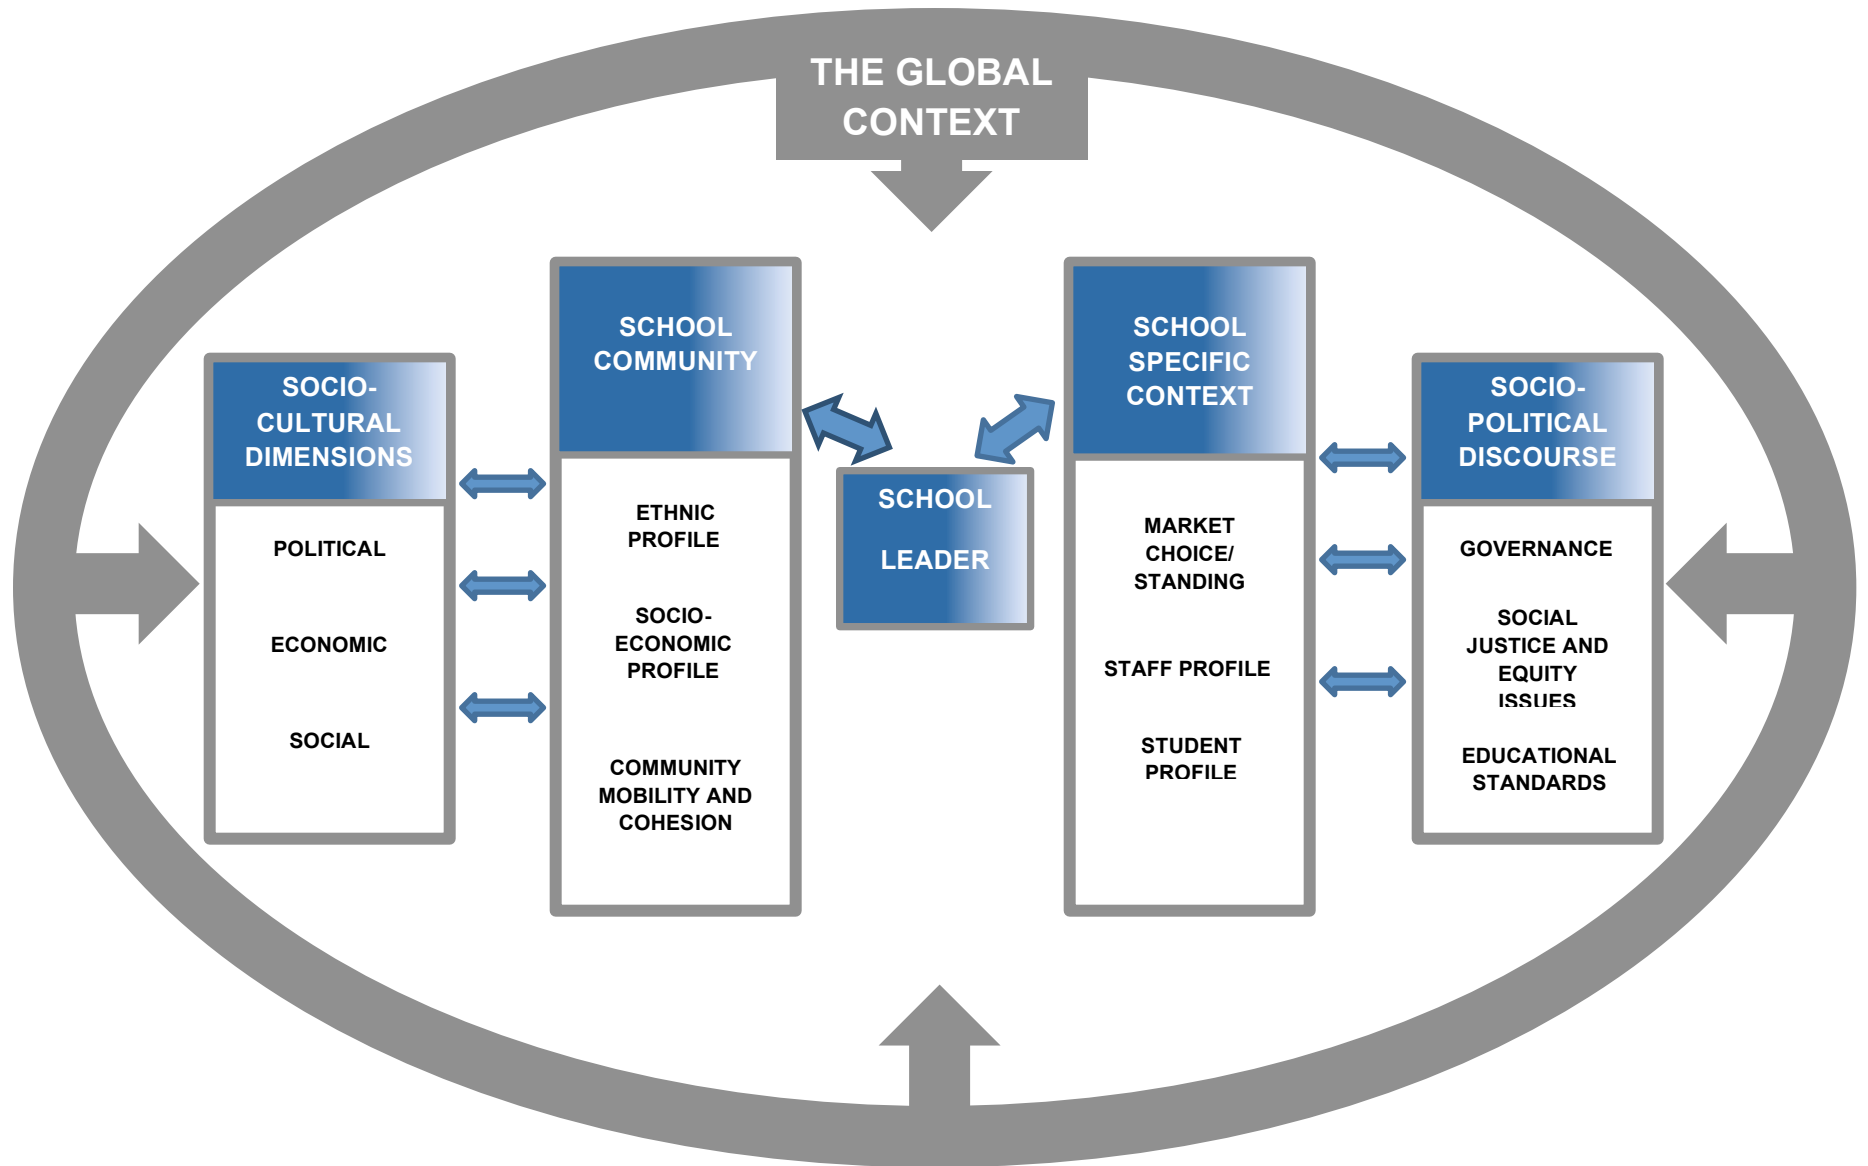 THE GLOBAL
CONTEXT
SOCIO-
CULTURAL
DIMENSIONS
POLITICAL
ECONOMIC
SOCIAL
SCHOOL
COMMUNITY
ETHNIC
PROFILE
SOCIO-
ECONOMIC
PROFILE
COMMUNITY
MOBILITY AND
COHESION
SCHOOL
LEADER
SCHOOL
SPECIFIC
CONTEXT
MARKET
CHOICE/
STANDING
STAFF PROFILE
STUDENT
PROFILE
SOCIO-
POLITICAL
DISCOURSE
GOVERNANCE
SOCIAL
JUSTICE AND
EQUITY
ISSUES
EDUCATIONAL
STANDARDS